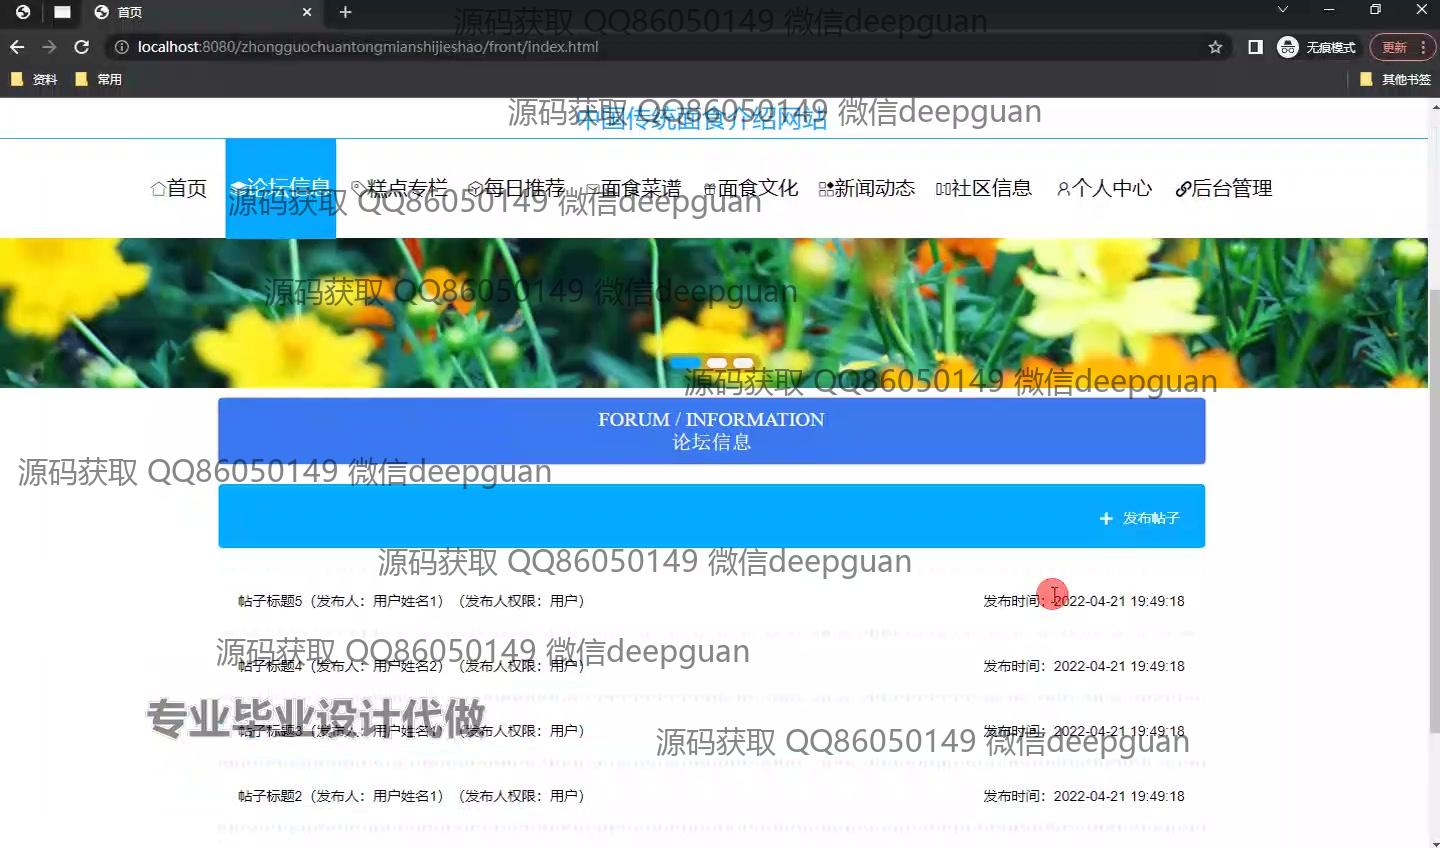 首页
源码获取 QQ86050149 微信deepguan
localhost:8080/zhongguochuantongmianshijieshao/front/index.html
无痕模式
更新
资料
常用
其他书签
源码获取 QQ86050149 微信deepguan
中国传统面食介绍网站
首页
论坛信息
糕点专栏
每日推荐
面食菜谱
面食文化
新闻动态
社区信息
个人中心
后台管理
源码获取 QQ86050149 微信deepguan
源码获取 QQ86050149 微信deepguan
源码获取 QQ86050149 微信deepguan
FORUM / INFORMATION
论坛信息
源码获取 QQ86050149 微信deepguan
发布帖子
源码获取 QQ86050149 微信deepguan
帖子标题5（发布人：用户姓名1）（发布人权限：用户） 发布时间：2022-04-21 19:49:18
源码获取 QQ86050149 微信deepguan
帖子标题4（发布人：用户姓名2）（发布人权限：用户） 发布时间：2022-04-21 19:49:18
专业毕业设计代做
帖子标题3（发布人：用户姓名1）（发布人权限：用户） 发布时间：2022-04-21 19:49:18
源码获取 QQ86050149 微信deepguan
帖子标题2（发布人：用户姓名1）（发布人权限：用户） 发布时间：2022-04-21 19:49:18